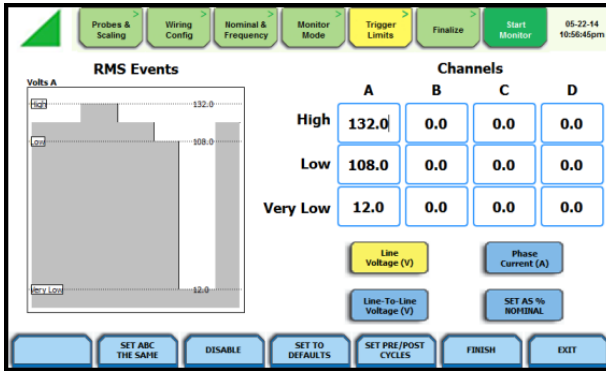 Probes & Scaling
Wiring Config
Nominal & Frequency
Monitor Mode
Trigger Limits
Finalize
Start Monitor
05-22-14
10:56:45pm
RMS Events
Volts A
High 132.0
Low 108.0
Very Low 12.0
Channels
A B C D
High 132.0 0.0 0.0 0.0
Low 108.0 0.0 0.0 0.0
Very Low 12.0 0.0 0.0 0.0
Line Voltage (V)
Phase Current (A)
Line-To-Line Voltage (V)
SET AS % NOMINAL
SET ABC THE SAME
DISABLE
SET TO DEFAULTS
SET PRE/POST CYCLES
FINISH
EXIT